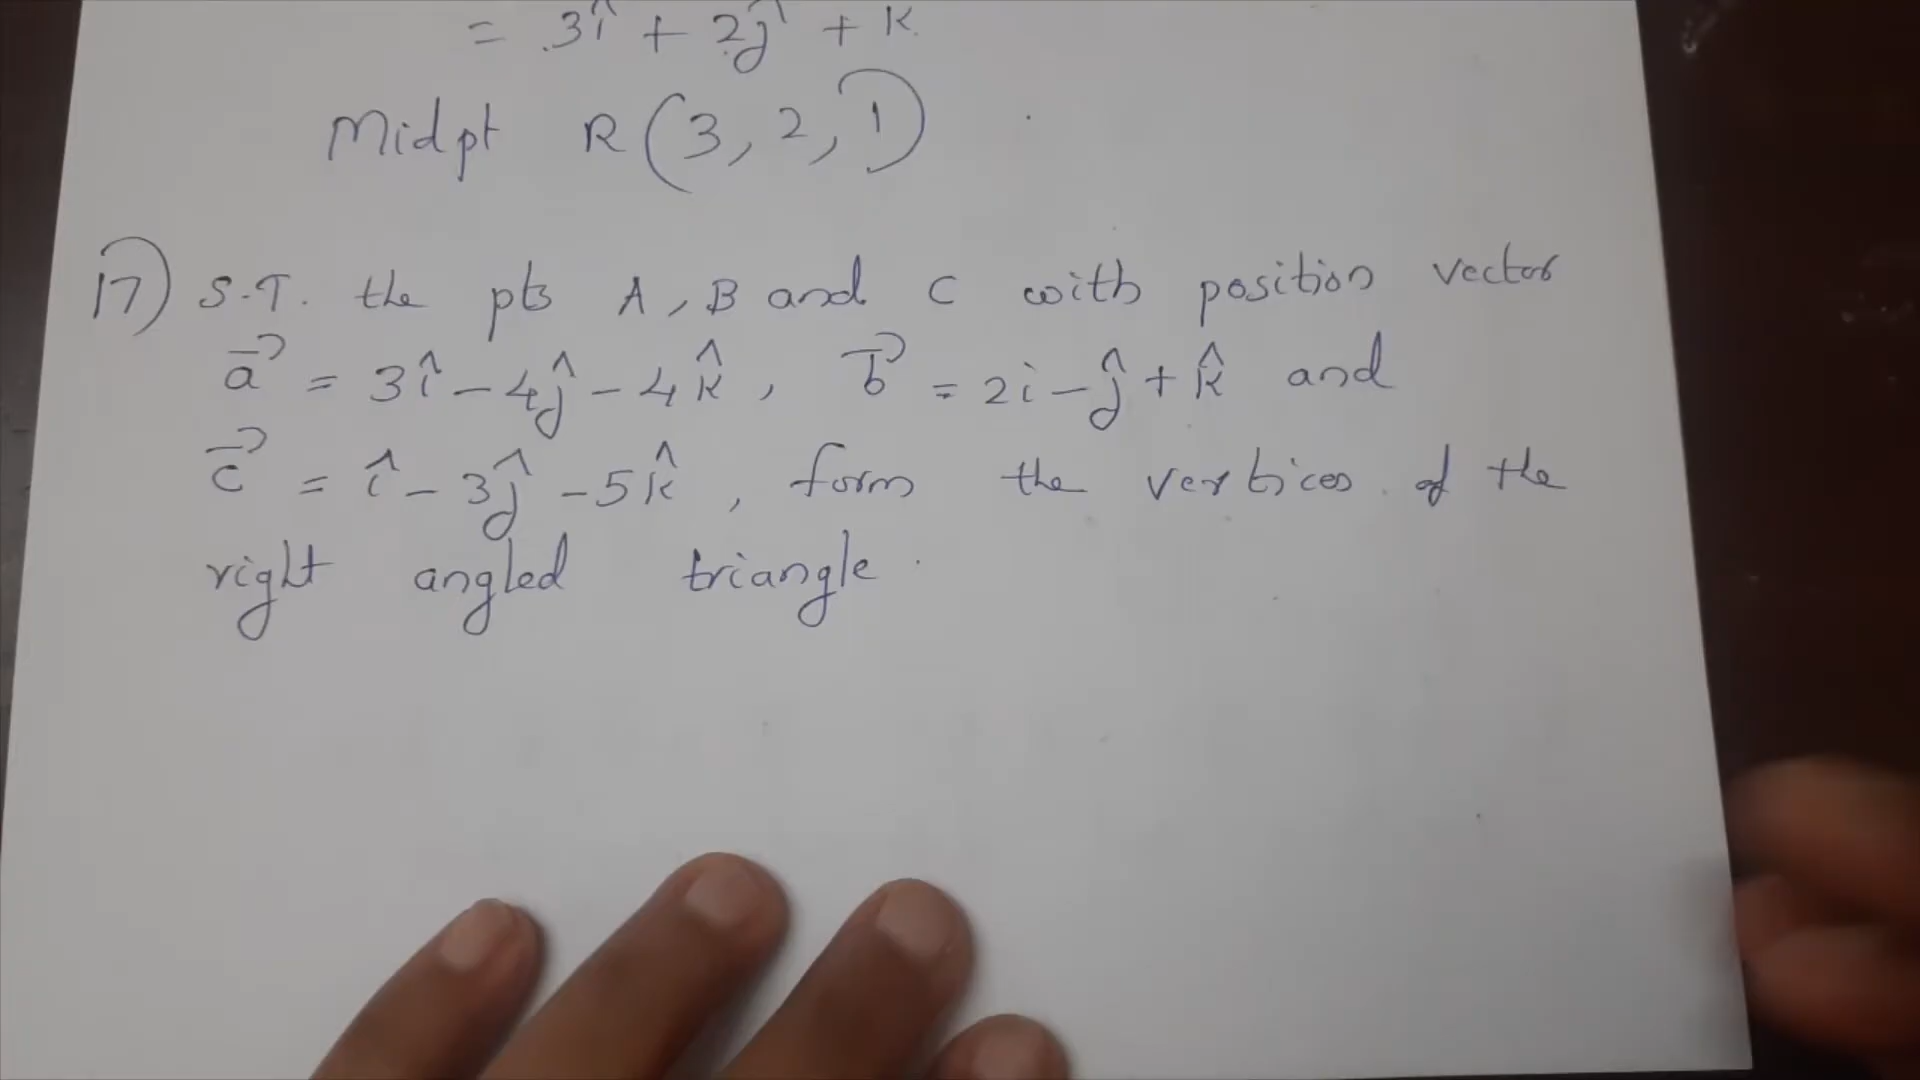 = 3î + 2ĵ + k
Midpt R(3, 2, 1)
17) S.T. the pts A, B and C with position vector
a⃗ = 3î - 4ĵ - 4k̂, b⃗ = 2i - ĵ + k̂ and
c⃗ = î - 3ĵ - 5k̂, form the vertices of the
right angled triangle.